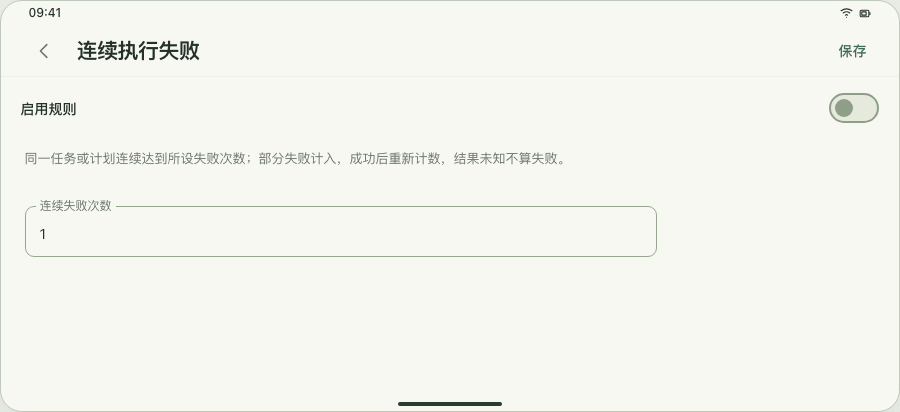 09:41
连续执行失败
保存
启用规则
同一任务或计划连续达到所设失败次数；部分失败计入，成功后重新计数，结果未知不算失败。
连续失败次数
1